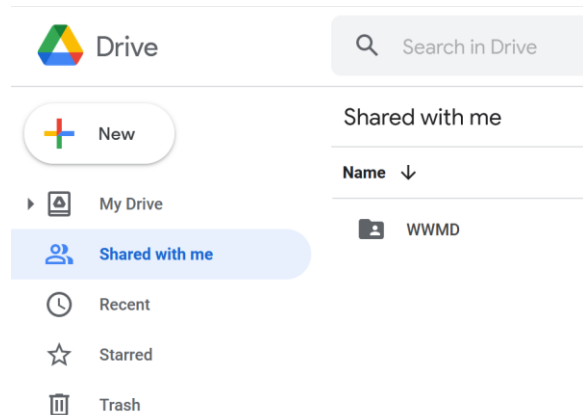 Drive
Search in Drive
New
Shared with me
Name
My Drive
WWMD
Shared with me
Recent
Starred
Trash